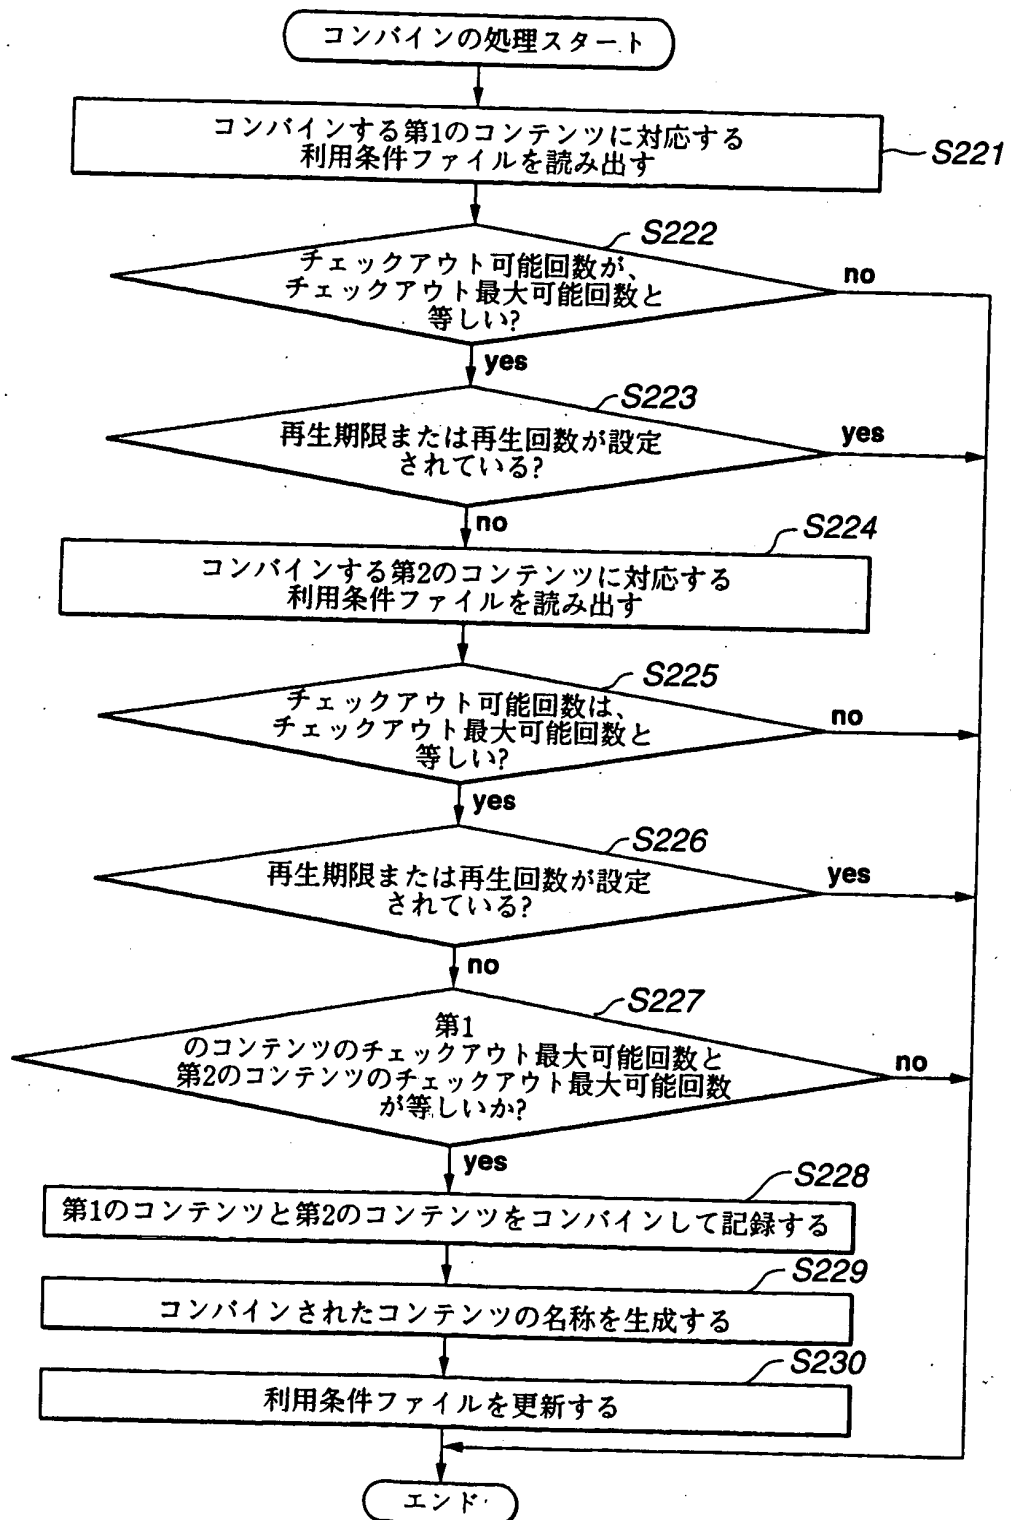 コンバインの処理スタート
コンバインする第1のコンテンツに対応する
利用条件ファイルを読み出す
S221
S222
チェックアウト可能回数が、
チェックアウト最大可能回数と
等しい?
no
yes
S223
再生期限または再生回数が設定
されている?
yes
no
S224
コンバインする第2のコンテンツに対応する
利用条件ファイルを読み出す
S225
チェックアウト可能回数は、
チェックアウト最大可能回数と
等しい?
no
yes
S226
再生期限または再生回数が設定
されている?
yes
no
S227
第1
のコンテンツのチェックアウト最大可能回数と
第2のコンテンツのチェックアウト最大可能回数
が等しいか?
no
yes
S228
第1のコンテンツと第2のコンテンツをコンバインして記録する
S229
コンバインされたコンテンツの名称を生成する
S230
利用条件ファイルを更新する
エンド